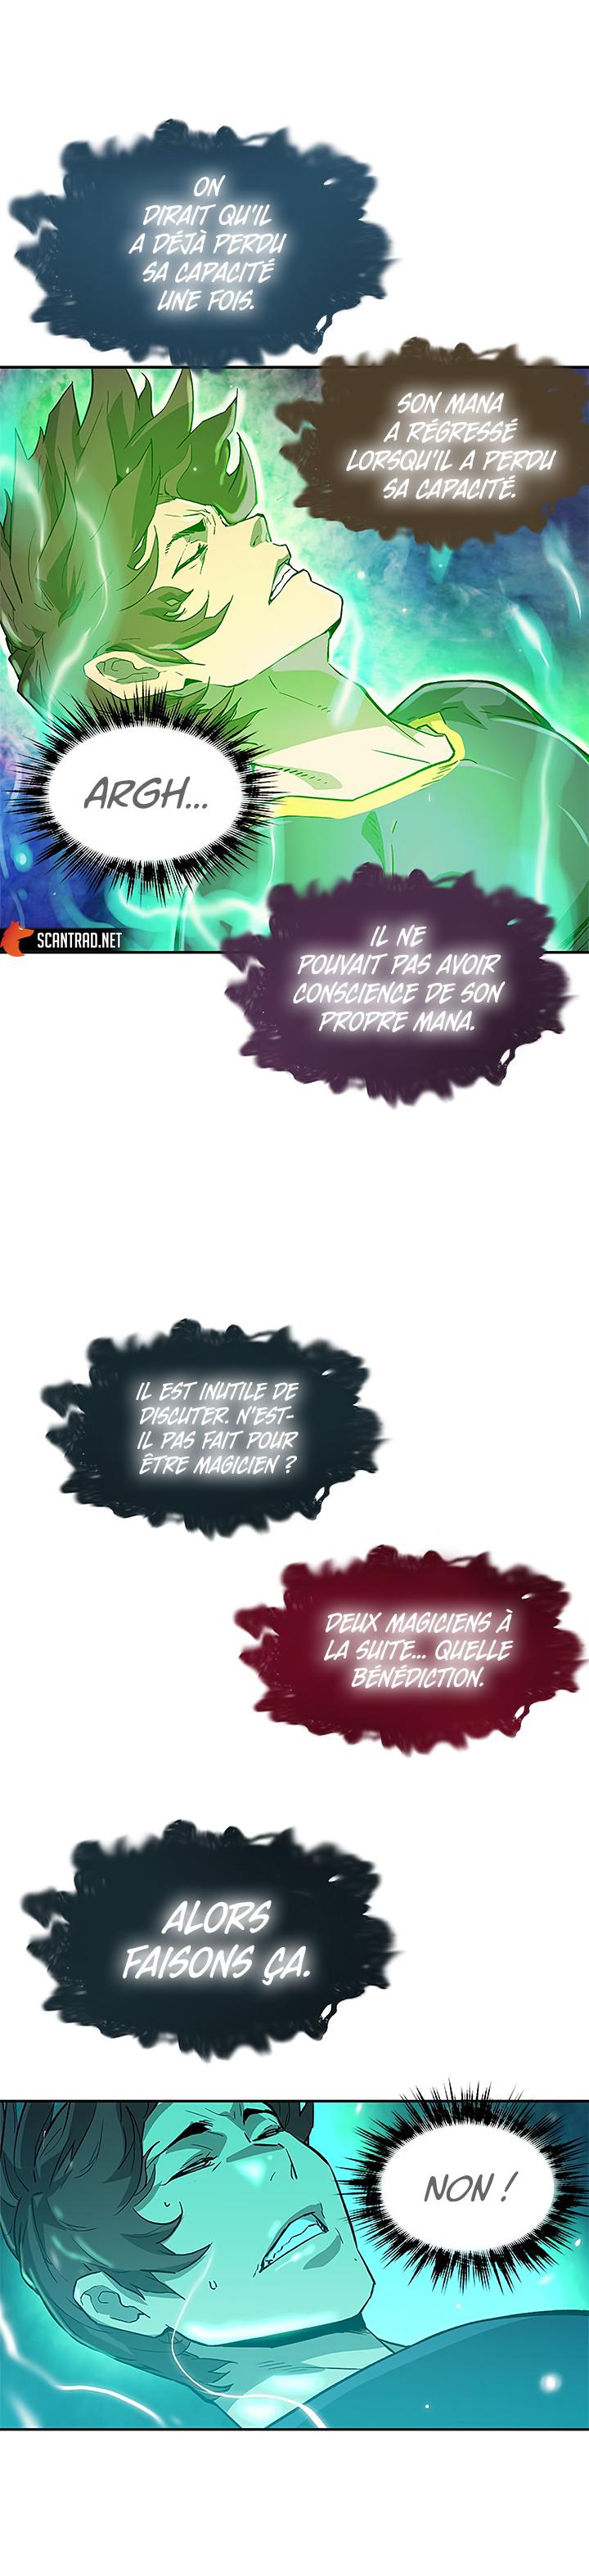 ON
DIRAIT QU'IL
A DÉJÀ PERDU
SA CAPACITÉ
UNE FOIS.
SON MANA
A RÉGRESSÉ
LORSQU'IL A PERDU
SA CAPACITÉ.
ARGH...
SCANTRAD.NET
IL NE
POUVAIT PAS AVOIR
CONSCIENCE DE SON
PROPRE MANA.
IL EST INUTILE DE
DISCUTER. N'EST-
IL PAS FAIT POUR
ÊTRE MAGICIEN ?
DEUX MAGICIENS À
LA SUITE... QUELLE
BÉNÉDICTION.
ALORS
FAISONS ÇA.
NON !